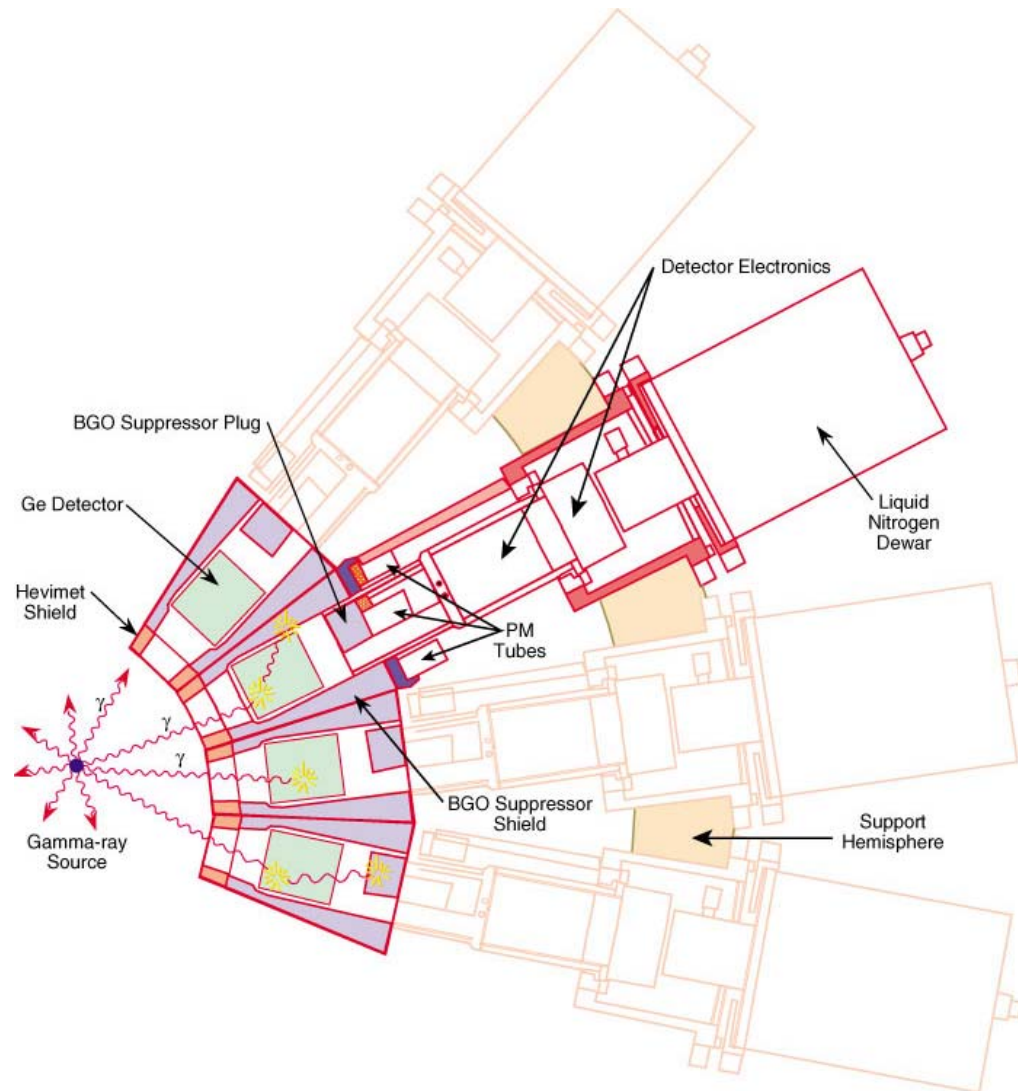 Detector Electronics
BGO Suppressor Plug
Ge Detector
Liquid
Nitrogen
Dewar
Hevimet
Shield
PM
Tubes
γ
γ
γ
BGO Suppressor
Shield
Support
Hemisphere
Gamma-ray
Source